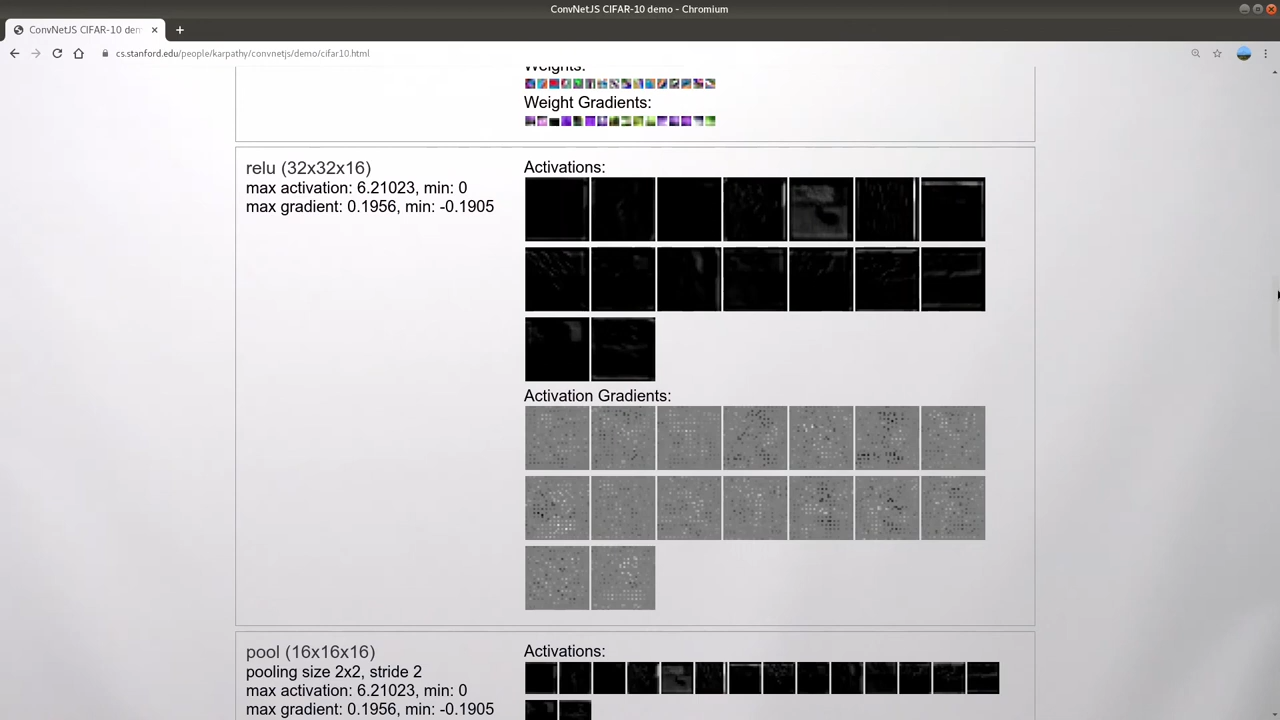 ConvNetJS CIFAR-10 demo - Chromium
ConvNetJS CIFAR-10 den
cs.stanford.edu/people/karpathy/convnetjs/demo/cifar10.html
Weights:
Weight Gradients:
relu (32x32x16)
max activation: 6.21023, min: 0
max gradient: 0.1956, min: -0.1905
Activations:
Activation Gradients:
pool (16x16x16)
pooling size 2x2, stride 2
max activation: 6.21023, min: 0
max gradient: 0.1956, min: -0.1905
Activations: